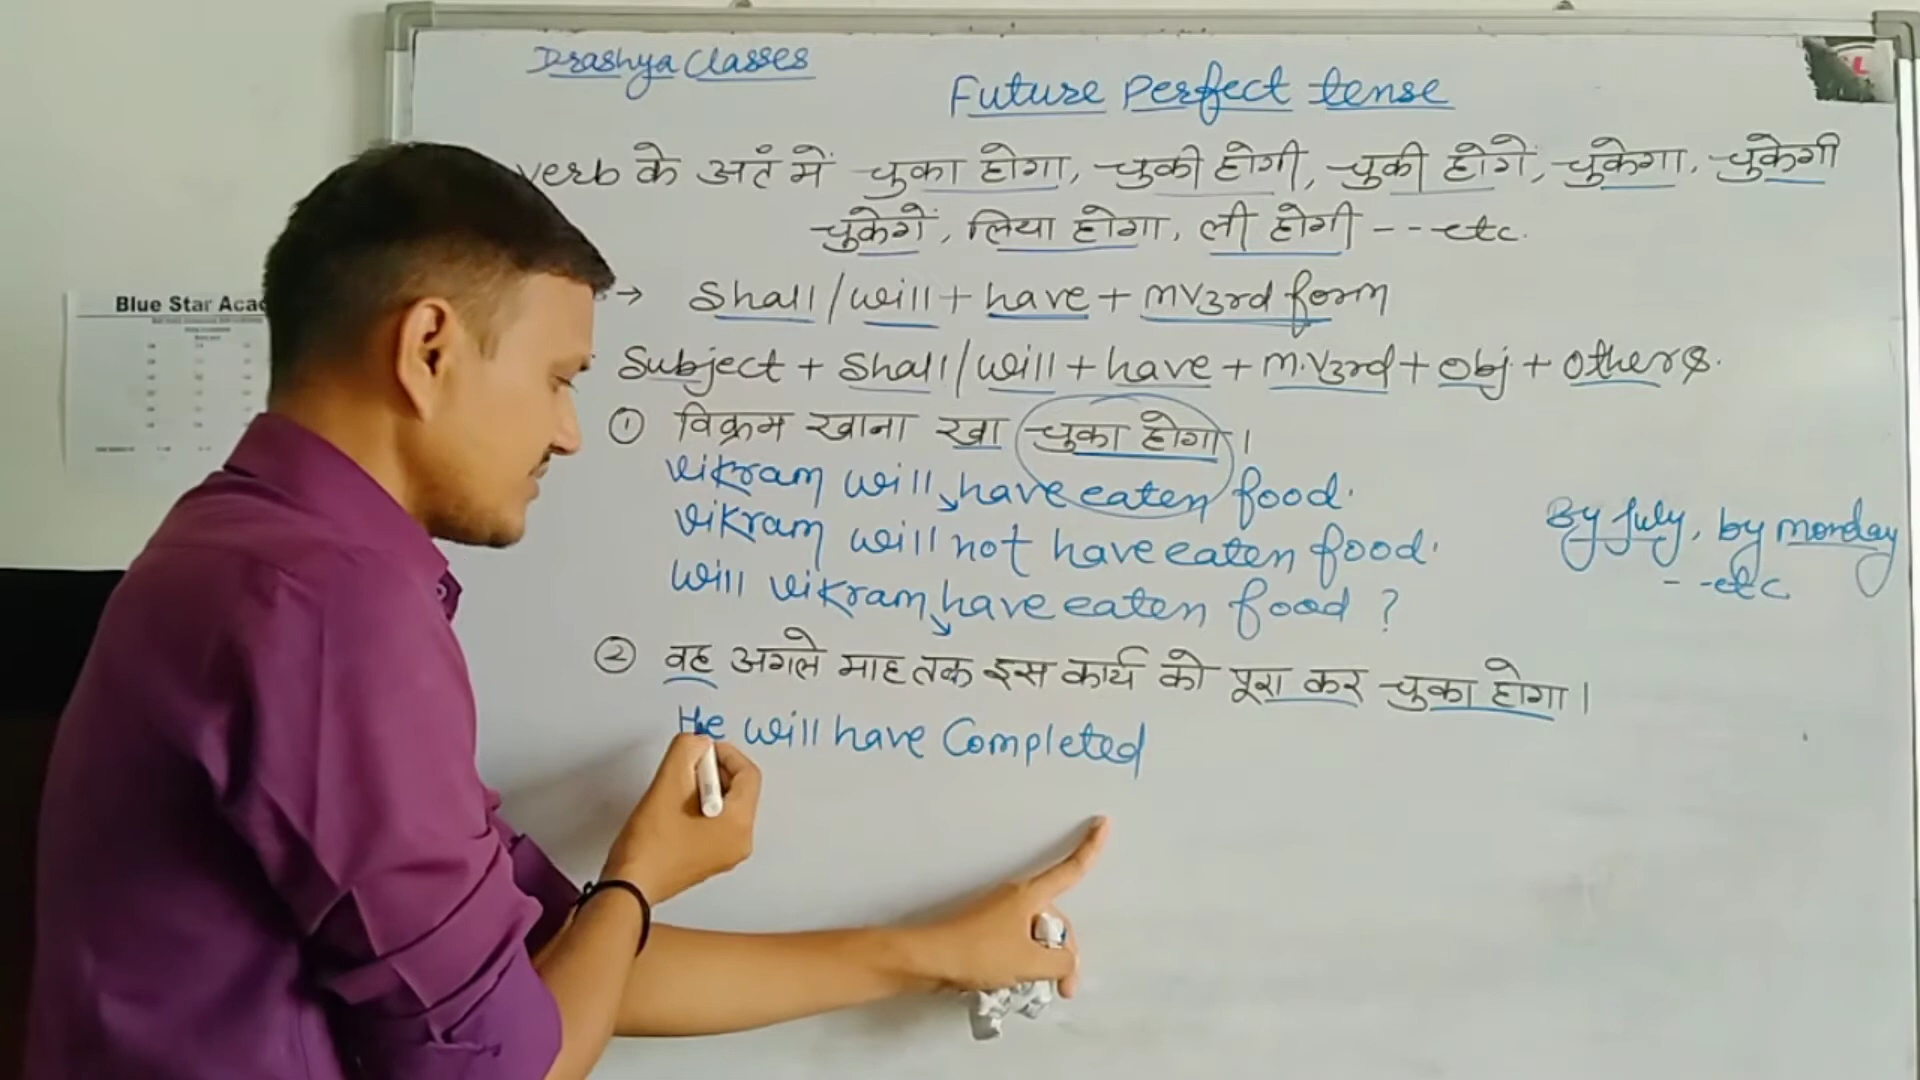 Drashya Classes
Future Perfect tense
verb के अतं में चुका होगा, चुकी होगी, चुकी होगें, चुकेगा, चुकेगी
चुकेगें, लिया होगा, ली होगी ---etc.
→ Shall/will + have + mv3rd form
Subject + Shall/will + have + m.v3rd + obj + others.
① विक्रम खाना खा चुका होगा।
vikram will have eaten food.
vikram will not have eaten food.
will vikram, have eaten food ?
By July, by monday
--etc
② वह अगले माह तक इस कार्य को पूरा कर चुका होगा।
He will have Completed
Blue Star Aca